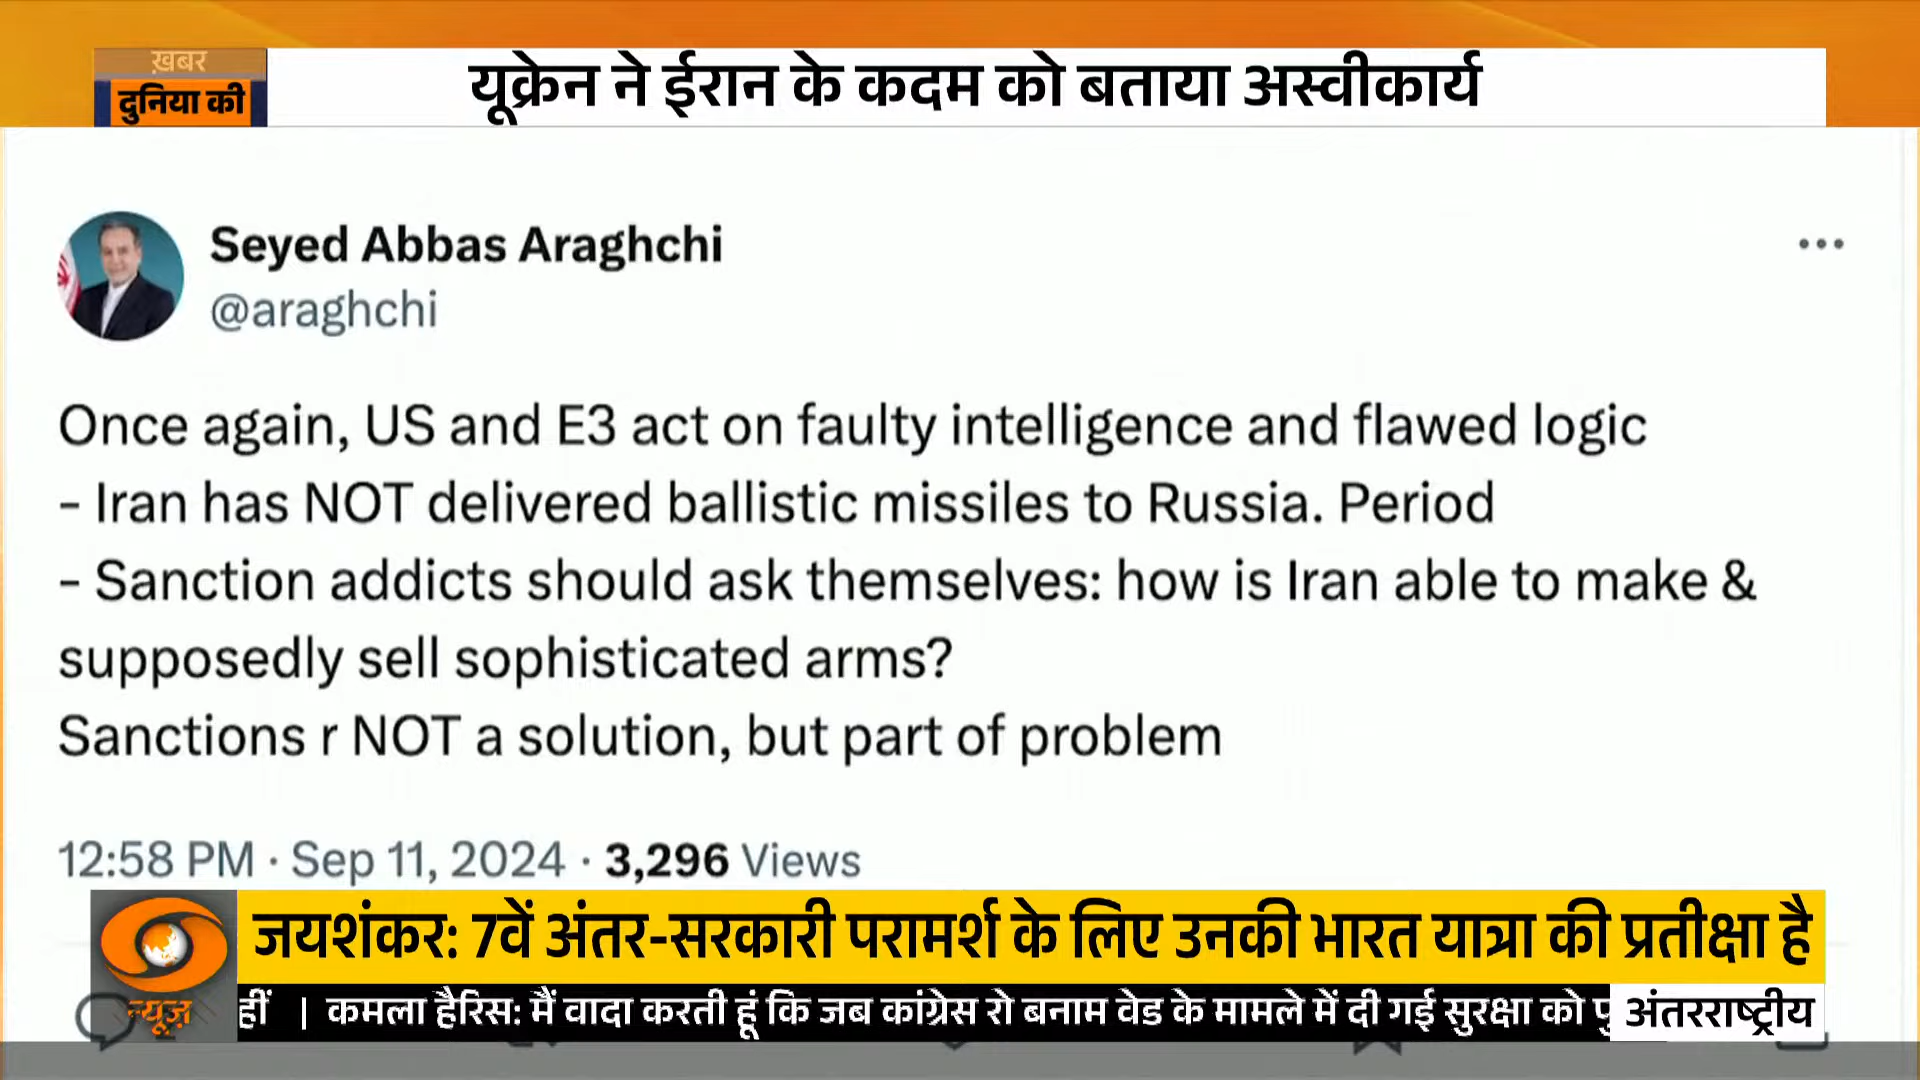 ख़बर
दुनिया की
यूक्रेन ने ईरान के कदम को बताया अस्वीकार्य
Seyed Abbas Araghchi
@araghchi
Once again, US and E3 act on faulty intelligence and flawed logic
- Iran has NOT delivered ballistic missiles to Russia. Period
- Sanction addicts should ask themselves: how is Iran able to make &
supposedly sell sophisticated arms?
Sanctions r NOT a solution, but part of problem
12:58 PM · Sep 11, 2024 · 3,296 Views
जयशंकर: 7वें अंतर-सरकारी परामर्श के लिए उनकी भारत यात्रा की प्रतीक्षा है
न्यूज़
हीं | कमला हैरिस: मैं वादा करती हूं कि जब कांग्रेस रो बनाम वेड के मामले में दी गई सुरक्षा को
अंतरराष्ट्रीय